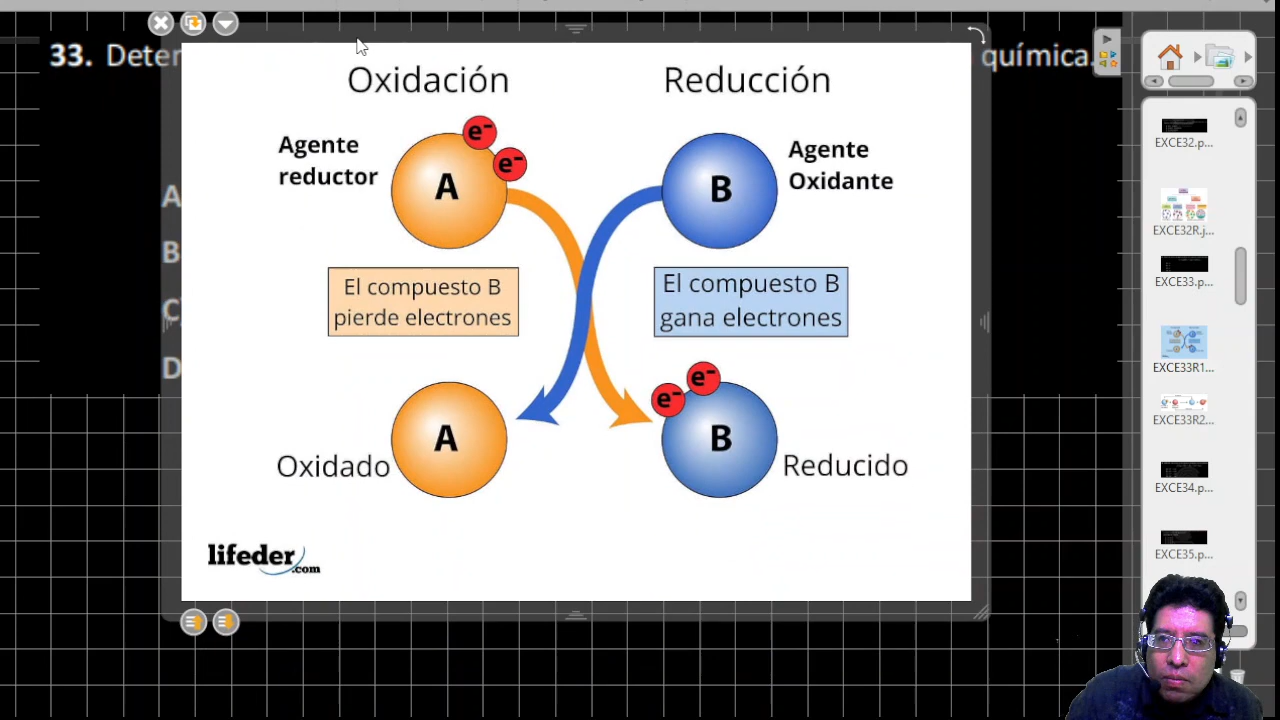 33. Deter
química.
Oxidación
Reducción
Agente
reductor
e⁻
e⁻
A
B
Agente
Oxidante
El compuesto B
pierde electrones
El compuesto B
gana electrones
e⁻
e⁻
A
B
Oxidado
Reducido
lifeder
.com
A
B
C
D
EXCE32.p...
EXCE32R.j...
EXCE33.p...
EXCE33R1...
EXCE33R2...
EXCE34.p...
EXCE35.p...